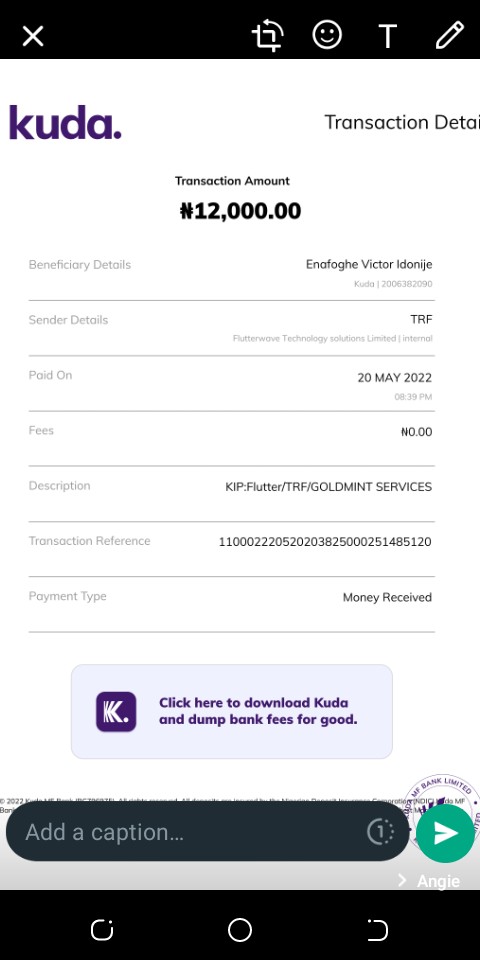 T
kuda.
Transaction Detai
Transaction Amount
₦12,000.00
Beneficiary Details
Enafoghe Victor Idonije
Kuda | 2006382090
Sender Details
TRF
Flutterwave Technology solutions Limited | internal
Paid On
20 MAY 2022
08:39 PM
Fees
₦0.00
Description
KIP:Flutter/TRF/GOLDMINT SERVICES
Transaction Reference
110002220520203825000251485120
Payment Type
Money Received
K.
Click here to download Kuda
and dump bank fees for good.
MF BANK LIMITED
© 2022 Kuda MF Bank All rights reserved. All deposits are insured by the Deposit Insurance Corporation (NDIC) Kuda MF
Add a caption...
1
Angie